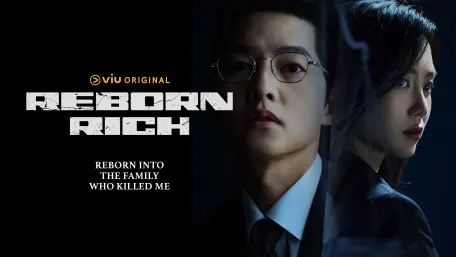 viu ORIGINAL
REBORN
RICH
REBORN INTO
THE FAMILY
WHO KILLED ME